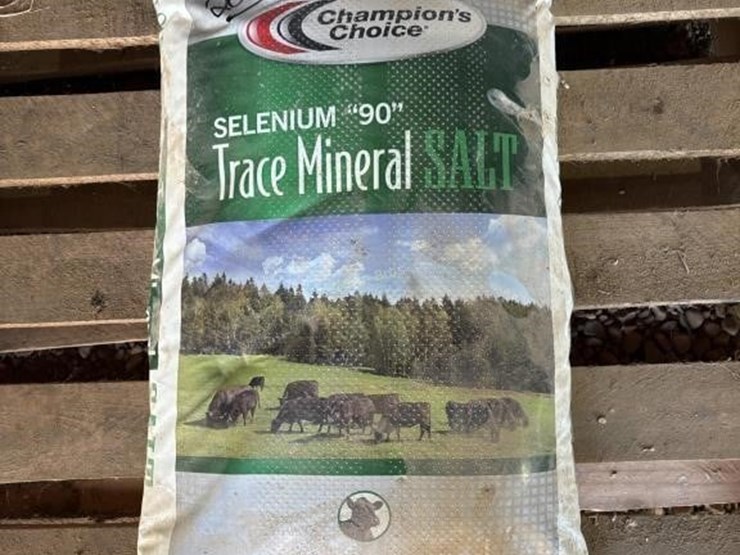 Champion's
Choice
SELENIUM "90"
Trace Mineral SALT